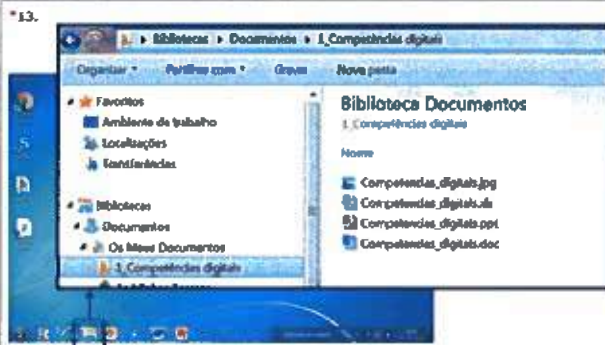 *13.
Bibliotecas Documentos 1_Competências digitais
Organizar Partilhar com Gravar Nova pasta
Favoritos
Ambiente de trabalho
Localizações
Transferências
Bibliotecas
Documentos
Os Meus Documentos
1_Competências digitais
Biblioteca Documentos
1_Competências digitais
Nome
Competencias_digitais.jpg
Competencias_digitais.xls
Competencias_digitais.ppt
Competencias_digitais.doc